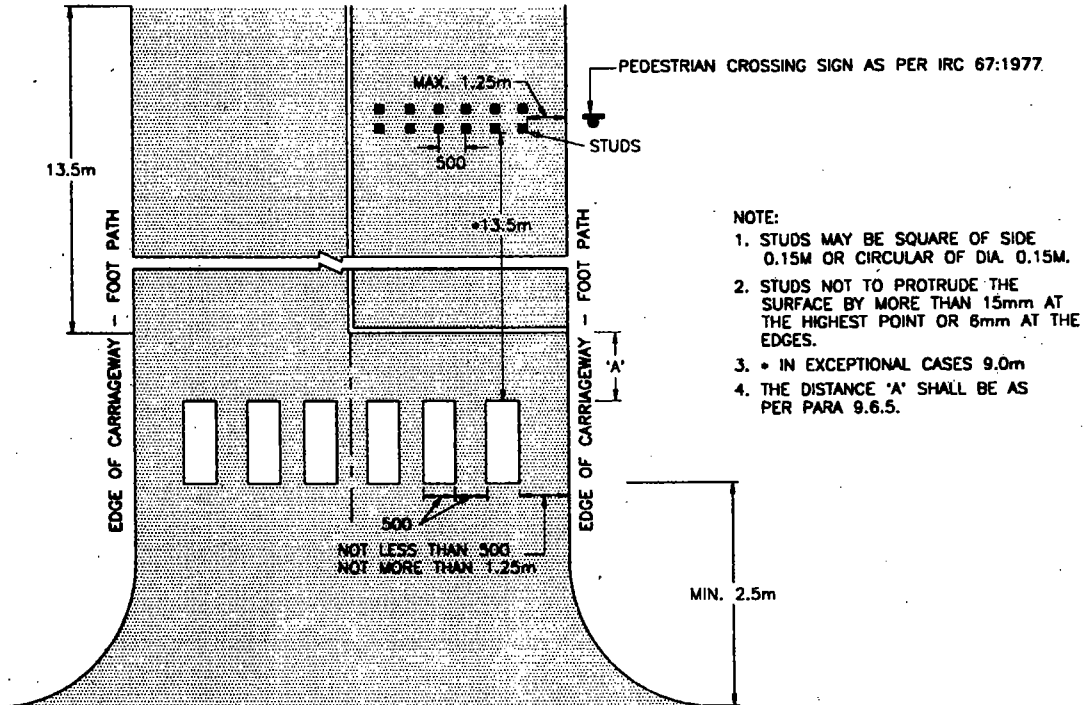 PEDESTRIAN CROSSING SIGN AS PER IRC 67:1977
MAX. 1.25m
STUDS
500
13.5m
*13.5m
EDGE OF CARRIAGEWAY - FOOT PATH
EDGE OF CARRIAGEWAY - FOOT PATH
'A'
500
NOT LESS THAN 500
NOT MORE THAN 1.25m
MIN. 2.5m
NOTE:
1. STUDS MAY BE SQUARE OF SIDE
0.15M OR CIRCULAR OF DIA. 0.15M.
2. STUDS NOT TO PROTRUDE THE
SURFACE BY MORE THAN 15mm AT
THE HIGHEST POINT OR 6mm AT THE
EDGES.
3. * IN EXCEPTIONAL CASES 9.0m
4. THE DISTANCE 'A' SHALL BE AS
PER PARA 9.6.5.